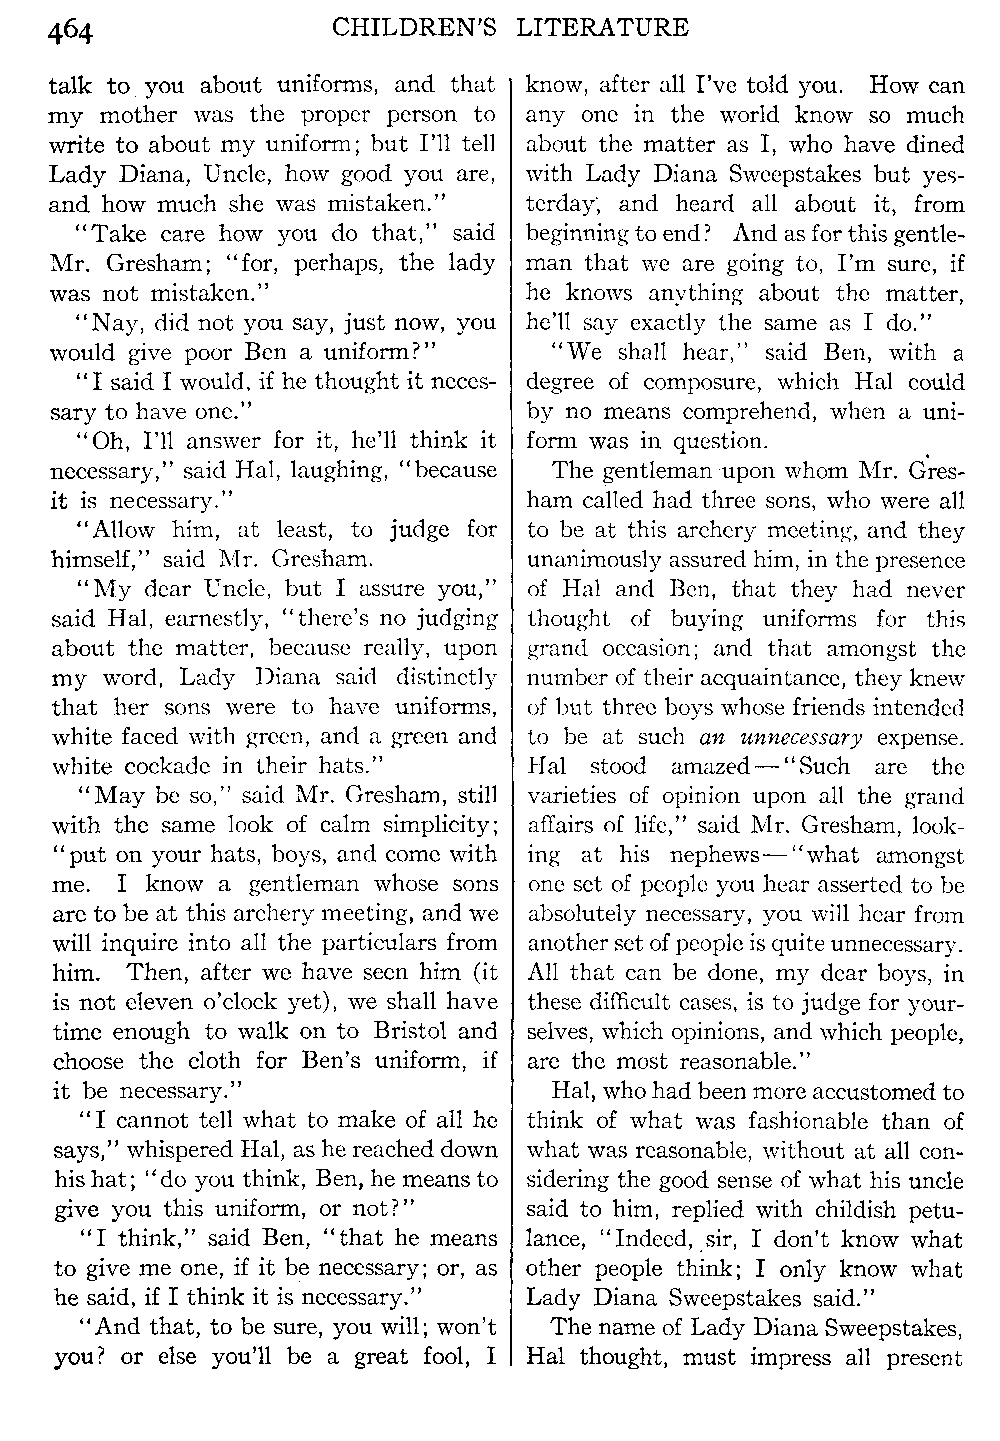 464 CHILDREN'S LITERATURE
talk to you about uniforms, and that
my mother was the proper person to
write to about my uniform; but I'll tell
Lady Diana, Uncle, how good you are,
and how much she was mistaken."
"Take care how you do that," said
Mr. Gresham; "for, perhaps, the lady
was not mistaken."
"Nay, did not you say, just now, you
would give poor Ben a uniform?"
"I said I would, if he thought it neces-
sary to have one."
"Oh, I'll answer for it, he'll think it
necessary," said Hal, laughing, "because
it is necessary."
"Allow him, at least, to judge for
himself," said Mr. Gresham.
"My dear Uncle, but I assure you,"
said Hal, earnestly, "there's no judging
about the matter, because really, upon
my word, Lady Diana said distinctly
that her sons were to have uniforms,
white faced with green, and a green and
white cockade in their hats."
"May be so," said Mr. Gresham, still
with the same look of calm simplicity;
"put on your hats, boys, and come with
me. I know a gentleman whose sons
are to be at this archery meeting, and we
will inquire into all the particulars from
him. Then, after we have seen him (it
is not eleven o'clock yet), we shall have
time enough to walk on to Bristol and
choose the cloth for Ben's uniform, if
it be necessary."
"I cannot tell what to make of all he
says," whispered Hal, as he reached down
his hat; "do you think, Ben, he means to
give you this uniform, or not?"
"I think," said Ben, "that he means
to give me one, if it be necessary; or, as
he said, if I think it is necessary."
"And that, to be sure, you will; won't
you? or else you'll be a great fool, I
know, after all I've told you. How can
any one in the world know so much
about the matter as I, who have dined
with Lady Diana Sweepstakes but yes-
terday, and heard all about it, from
beginning to end? And as for this gentle-
man that we are going to, I'm sure, if
he knows anything about the matter,
he'll say exactly the same as I do."
"We shall hear," said Ben, with a
degree of composure, which Hal could
by no means comprehend, when a uni-
form was in question.
The gentleman upon whom Mr. Gres-
ham called had three sons, who were all
to be at this archery meeting, and they
unanimously assured him, in the presence
of Hal and Ben, that they had never
thought of buying uniforms for this
grand occasion; and that amongst the
number of their acquaintance, they knew
of but three boys whose friends intended
to be at such an unnecessary expense.
Hal stood amazed—"Such are the
varieties of opinion upon all the grand
affairs of life," said Mr. Gresham, look-
ing at his nephews—"what amongst
one set of people you hear asserted to be
absolutely necessary, you will hear from
another set of people is quite unnecessary.
All that can be done, my dear boys, in
these difficult cases, is to judge for your-
selves, which opinions, and which people,
are the most reasonable."
Hal, who had been more accustomed to
think of what was fashionable than of
what was reasonable, without at all con-
sidering the good sense of what his uncle
said to him, replied with childish petu-
lance, "Indeed, sir, I don't know what
other people think; I only know what
Lady Diana Sweepstakes said."
The name of Lady Diana Sweepstakes,
Hal thought, must impress all present